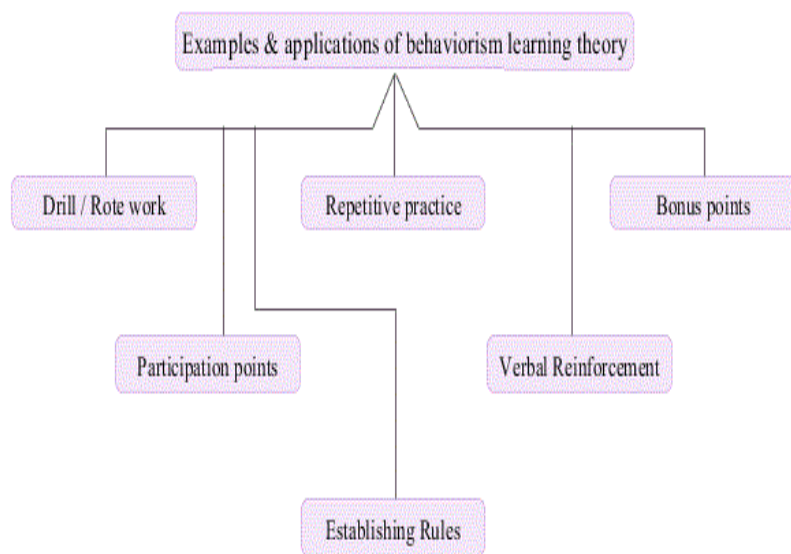 Examples & applications of behaviorism learning theory
Drill / Rote work
Repetitive practice
Bonus points
Participation points
Verbal Reinforcement
Establishing Rules